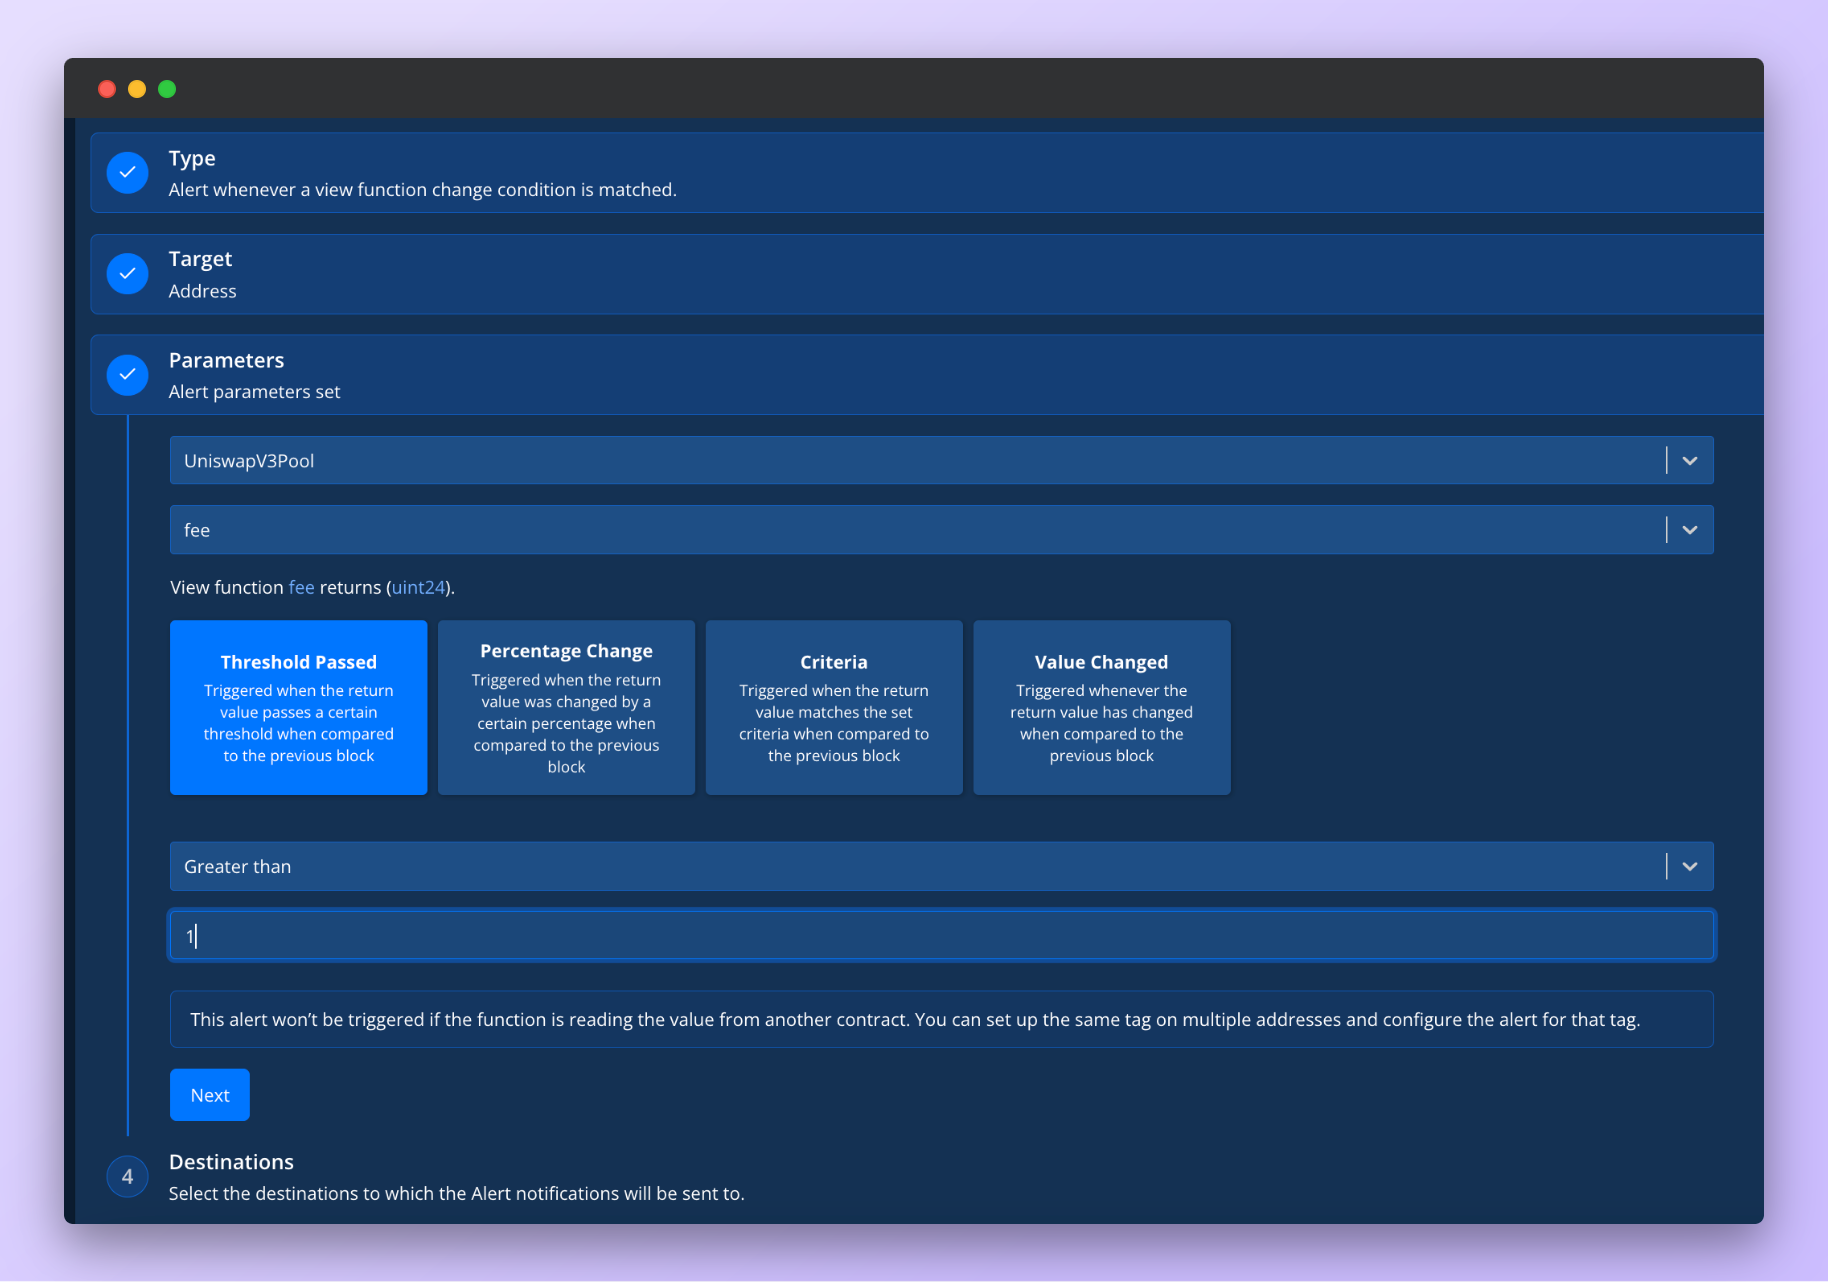 Type
Alert whenever a view function change condition is matched.
Target
Address
Parameters
Alert parameters set
UniswapV3Pool
fee
View function fee returns (uint24).
Threshold Passed
Triggered when the return
value passes a certain
threshold when compared
to the previous block
Percentage Change
Triggered when the return
value was changed by a
certain percentage when
compared to the previous
block
Criteria
Triggered when the return
value matches the set
criteria when compared to
the previous block
Value Changed
Triggered whenever the
return value has changed
when compared to the
previous block
Greater than
1
This alert won’t be triggered if the function is reading the value from another contract. You can set up the same tag on multiple addresses and configure the alert for that tag.
Next
4
Destinations
Select the destinations to which the Alert notifications will be sent to.